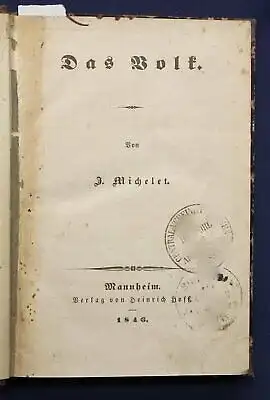 Das Volk.
Von
J. Michelet.
Mannheim.
Verlag von Heinrich Hoff.
1846.